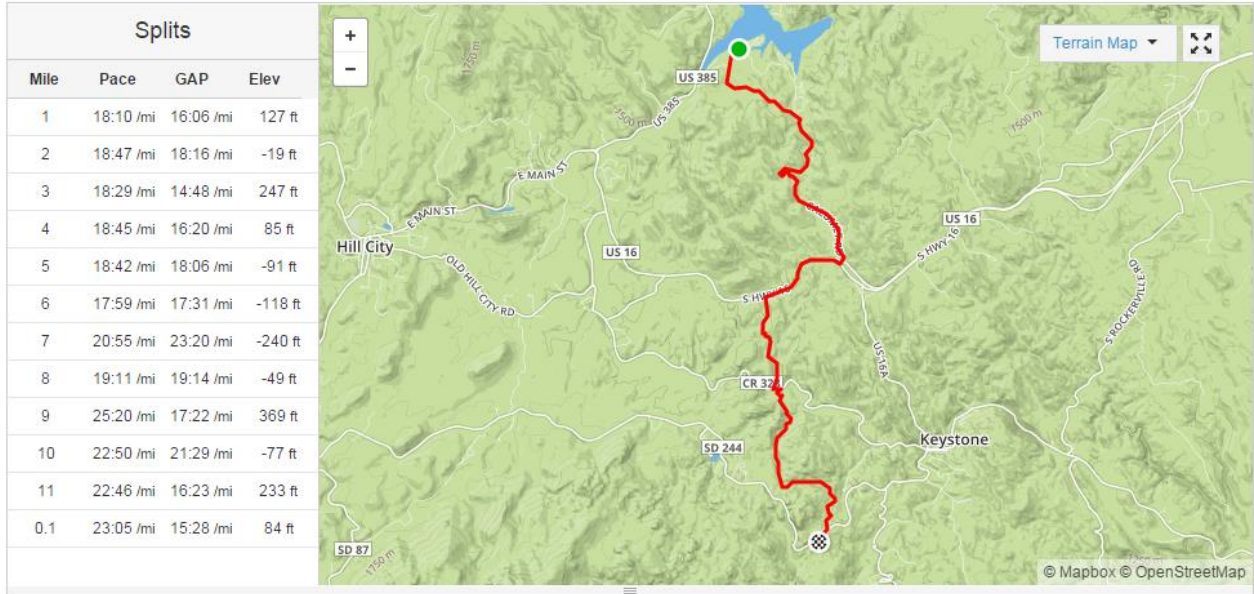 Splits
Mile Pace GAP Elev
1 18:10 /mi 16:06 /mi 127 ft
2 18:47 /mi 18:16 /mi -19 ft
3 18:29 /mi 14:48 /mi 247 ft
4 18:45 /mi 16:20 /mi 85 ft
5 18:42 /mi 18:06 /mi -91 ft
6 17:59 /mi 17:31 /mi -118 ft
7 20:55 /mi 23:20 /mi -240 ft
8 19:11 /mi 19:14 /mi -49 ft
9 25:20 /mi 17:22 /mi 369 ft
10 22:50 /mi 21:29 /mi -77 ft
11 22:46 /mi 16:23 /mi 233 ft
0.1 23:05 /mi 15:28 /mi 84 ft
+
−
Terrain Map
1750 m
US 385
US 385
1500 m
1500 m
E MAIN ST
E MAIN ST
Hill City
OLD HILL CITY RD
US 16
US 16
S HWY 16
S HWY
S ROCKERVILLE RD
US 16A
CR 323
Keystone
SD 244
SD 87
1750 m
1750 m
© Mapbox © OpenStreetMap